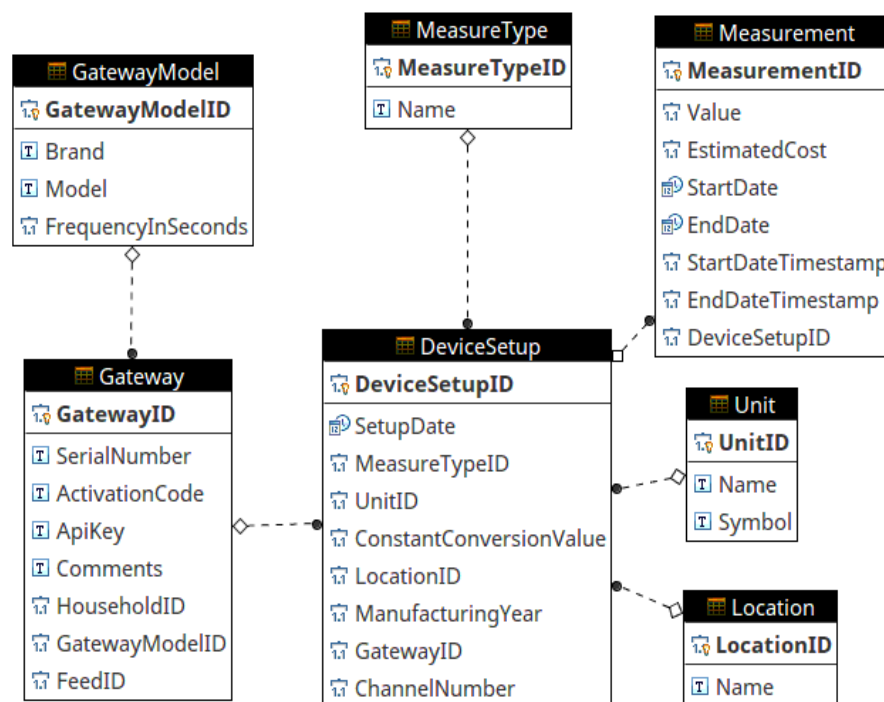 GatewayModel
GatewayModelID
Brand
Model
FrequencyInSeconds
MeasureType
MeasureTypeID
Name
Measurement
MeasurementID
Value
EstimatedCost
StartDate
EndDate
StartDateTimestamp
EndDateTimestamp
DeviceSetupID
Gateway
GatewayID
SerialNumber
ActivationCode
ApiKey
Comments
HouseholdID
GatewayModelID
FeedID
DeviceSetup
DeviceSetupID
SetupDate
MeasureTypeID
UnitID
ConstantConversionValue
LocationID
ManufacturingYear
GatewayID
ChannelNumber
Unit
UnitID
Name
Symbol
Location
LocationID
Name